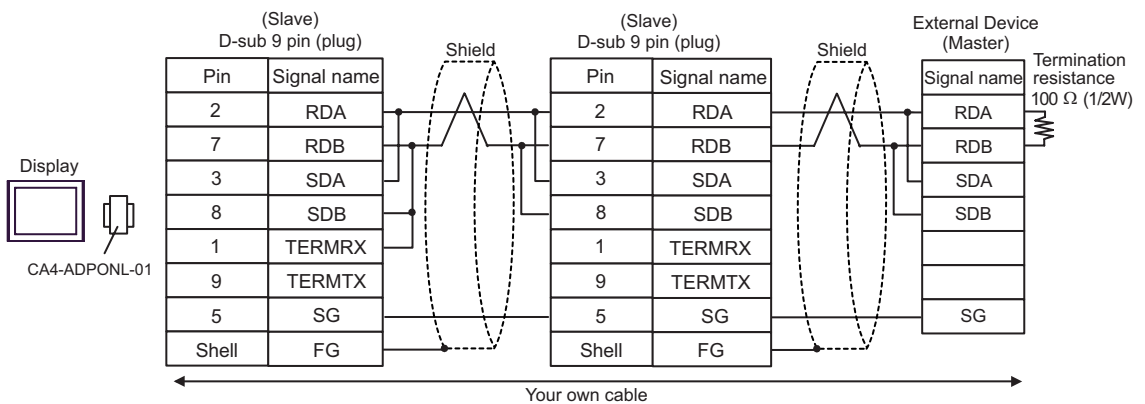 (Slave)
D-sub 9 pin (plug)
Shield
(Slave)
D-sub 9 pin (plug)
Shield
External Device
(Master)
Termination
resistance
100 Ω (1/2W)
Pin Signal name
2 RDA
7 RDB
3 SDA
8 SDB
1 TERMRX
9 TERMTX
5 SG
Shell FG
Pin Signal name
2 RDA
7 RDB
3 SDA
8 SDB
1 TERMRX
9 TERMTX
5 SG
Shell FG
Signal name
RDA
RDB
SDA
SDB
SG
Display
CA4-ADPONL-01
Your own cable